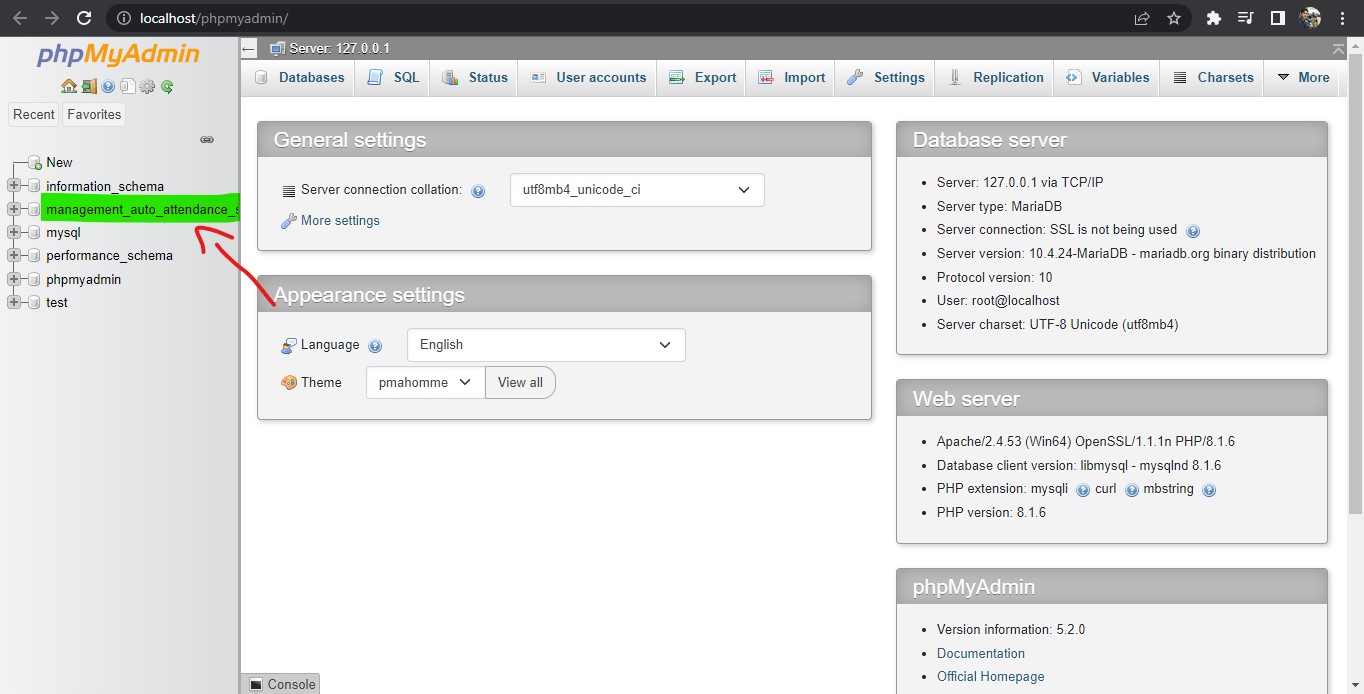 localhost/phpmyadmin/
phpMyAdmin
Recent Favorites
New
information_schema
management_auto_attendance_s
mysql
performance_schema
phpmyadmin
test
Server: 127.0.0.1
Databases SQL Status User accounts Export Import Settings Replication Variables Charsets More
General settings
Server connection collation: utf8mb4_unicode_ci
More settings
Appearance settings
Language English
Theme pmahomme View all
Database server
Server: 127.0.0.1 via TCP/IP
Server type: MariaDB
Server connection: SSL is not being used
Server version: 10.4.24-MariaDB - mariadb.org binary distribution
Protocol version: 10
User: root@localhost
Server charset: UTF-8 Unicode (utf8mb4)
Web server
Apache/2.4.53 (Win64) OpenSSL/1.1.1n PHP/8.1.6
Database client version: libmysql - mysqlnd 8.1.6
PHP extension: mysqli curl mbstring
PHP version: 8.1.6
phpMyAdmin
Version information: 5.2.0
Documentation
Official Homepage
Console